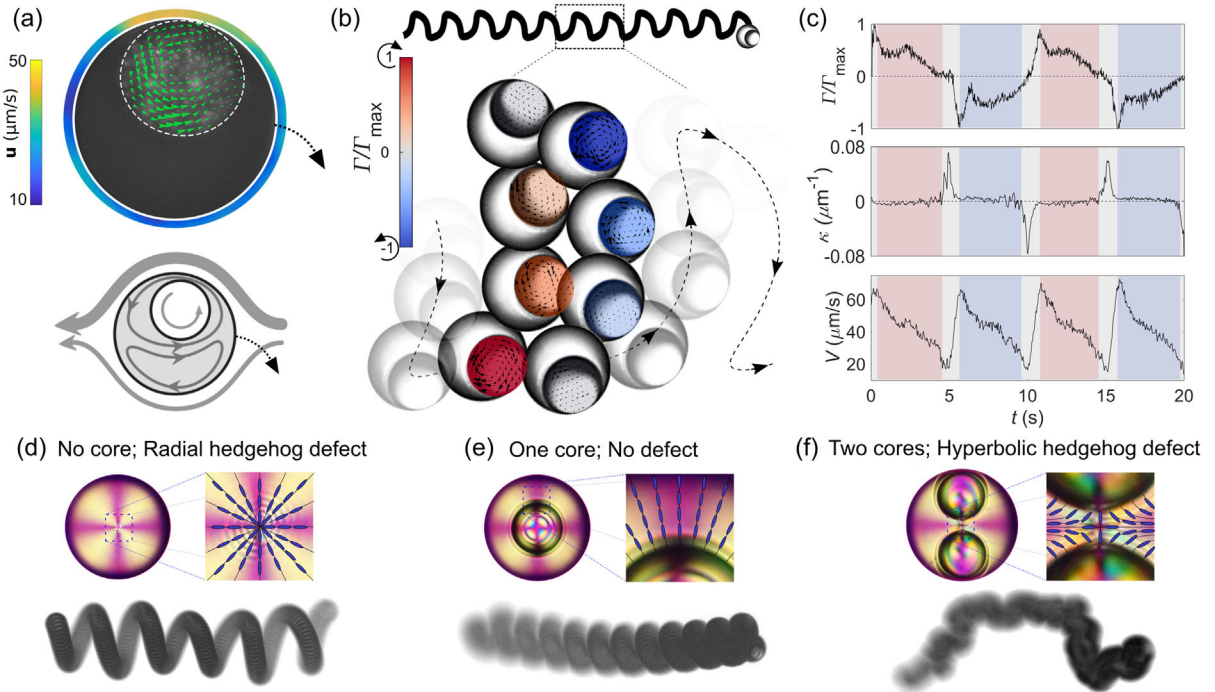 (a)
50
u (μm/s)
10
(b)
1
Γ/Γmax
0
-1
(c)
1
Γ/Γmax
0
-1
0.08
κ (μm⁻¹)
0
-0.08
V (μm/s)
60
40
20
0 5 10 15 20
t (s)
(d) No core; Radial hedgehog defect
(e) One core; No defect
(f) Two cores; Hyperbolic hedgehog defect